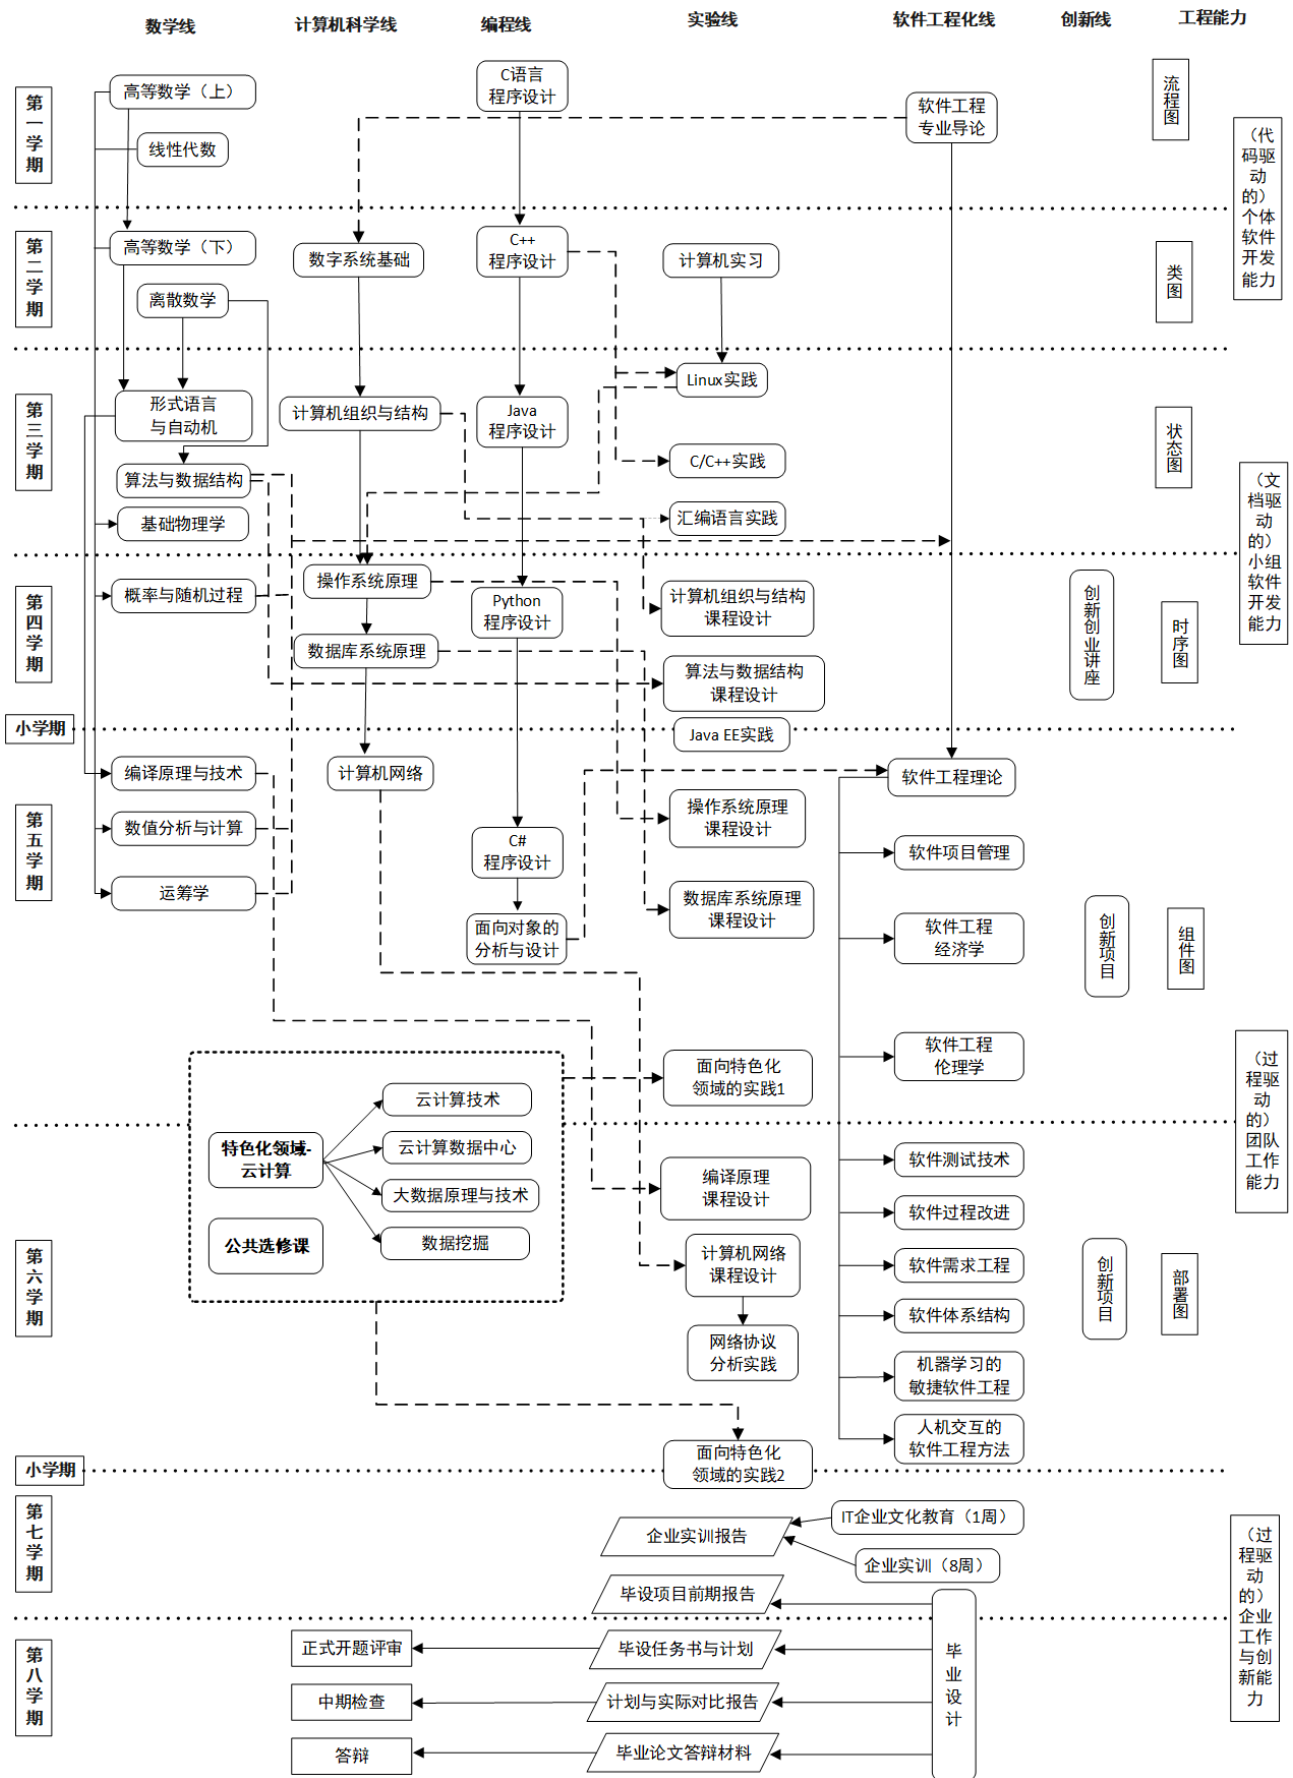 数学线
计算机科学线
编程线
实验线
软件工程化线
创新线
工程能力
第一学期
高等数学（上）
线性代数
C语言
程序设计
软件工程
专业导论
流程图
（代码驱动的）个体软件开发能力
第二学期
高等数学（下）
离散数学
数字系统基础
C++
程序设计
计算机实习
类图
第三学期
形式语言
与自动机
算法与数据结构
基础物理学
计算机组织与结构
Java
程序设计
Linux实践
C/C++实践
汇编语言实践
状态图
（文档驱动的）小组软件开发能力
第四学期
概率与随机过程
操作系统原理
数据库系统原理
Python
程序设计
计算机组织与结构
课程设计
算法与数据结构
课程设计
创新创业讲座
时序图
小学期
Java EE实践
第五学期
编译原理与技术
数值分析与计算
运筹学
计算机网络
C#
程序设计
面向对象的
分析与设计
操作系统原理
课程设计
数据库系统原理
课程设计
面向特色化
领域的实践1
软件工程理论
软件项目管理
软件工程
经济学
软件工程
伦理学
创新项目
组件图
（过程驱动的）团队工作能力
第六学期
特色化领域-
云计算
公共选修课
云计算技术
云计算数据中心
大数据原理与技术
数据挖掘
编译原理
课程设计
计算机网络
课程设计
网络协议
分析实践
软件测试技术
软件过程改进
软件需求工程
软件体系结构
机器学习的
敏捷软件工程
人机交互的
软件工程方法
创新项目
部署图
小学期
面向特色化
领域的实践2
第七学期
企业实训报告
IT企业文化教育（1周）
企业实训（8周）
毕设项目前期报告
（过程驱动的）企业工作与创新能力
第八学期
正式开题评审
毕设任务书与计划
毕业设计
中期检查
计划与实际对比报告
答辩
毕业论文答辩材料